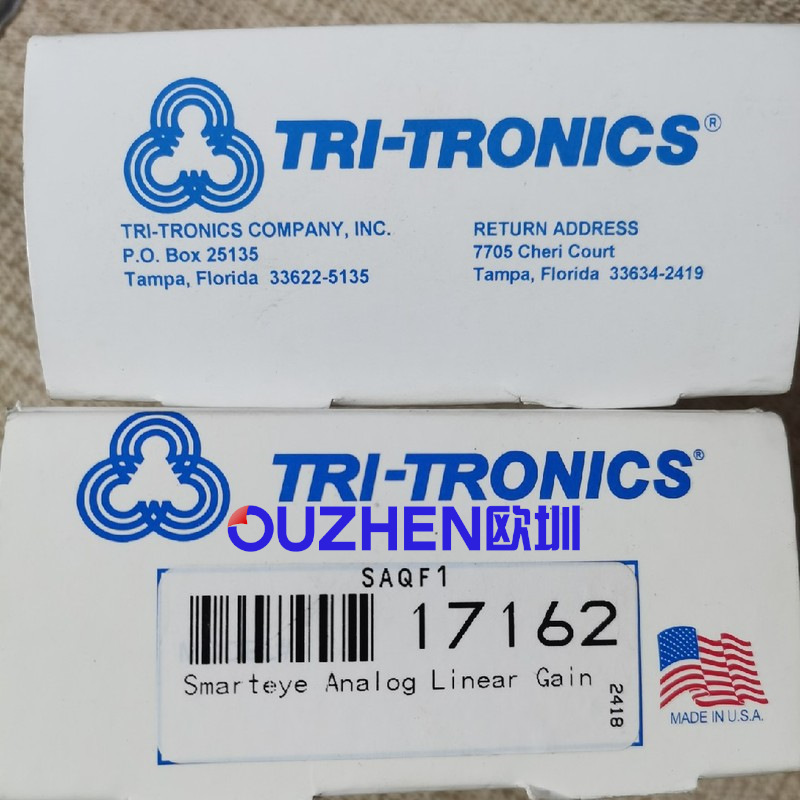 TRI-TRONICS®
TRI-TRONICS COMPANY, INC.
P.O. Box 25135
Tampa, Florida 33622-5135
RETURN ADDRESS
7705 Cheri Court
Tampa, Florida 33634-2419
TRI-TRONICS®
OUZHEN欧圳
SAQF1
17162
Smarteye Analog Linear Gain
2418
MADE IN U.S.A.